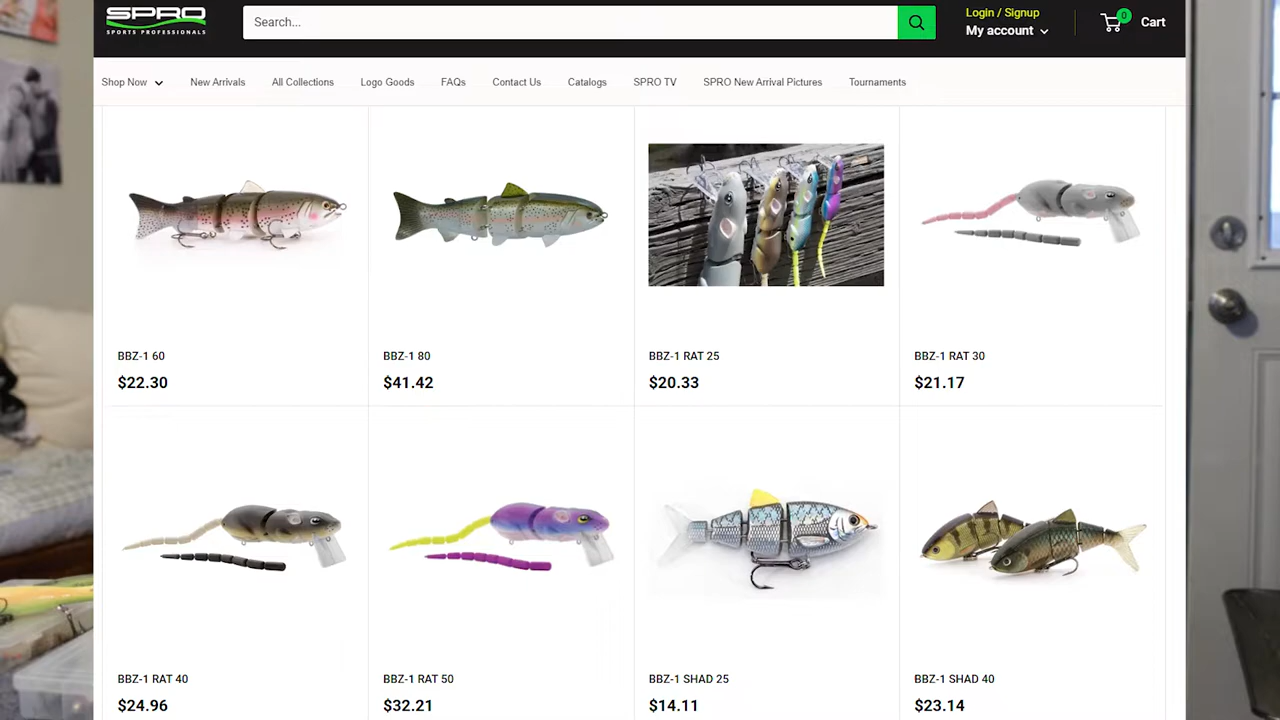 SPRO
SPORTS PROFESSIONALS
Search...
Login / Signup
My account
0
Cart
Shop Now
New Arrivals
All Collections
Logo Goods
FAQs
Contact Us
Catalogs
SPRO TV
SPRO New Arrival Pictures
Tournaments
BBZ-1 60
$22.30
BBZ-1 80
$41.42
BBZ-1 RAT 25
$20.33
BBZ-1 RAT 30
$21.17
BBZ-1 RAT 40
$24.96
BBZ-1 RAT 50
$32.21
BBZ-1 SHAD 25
$14.11
BBZ-1 SHAD 40
$23.14